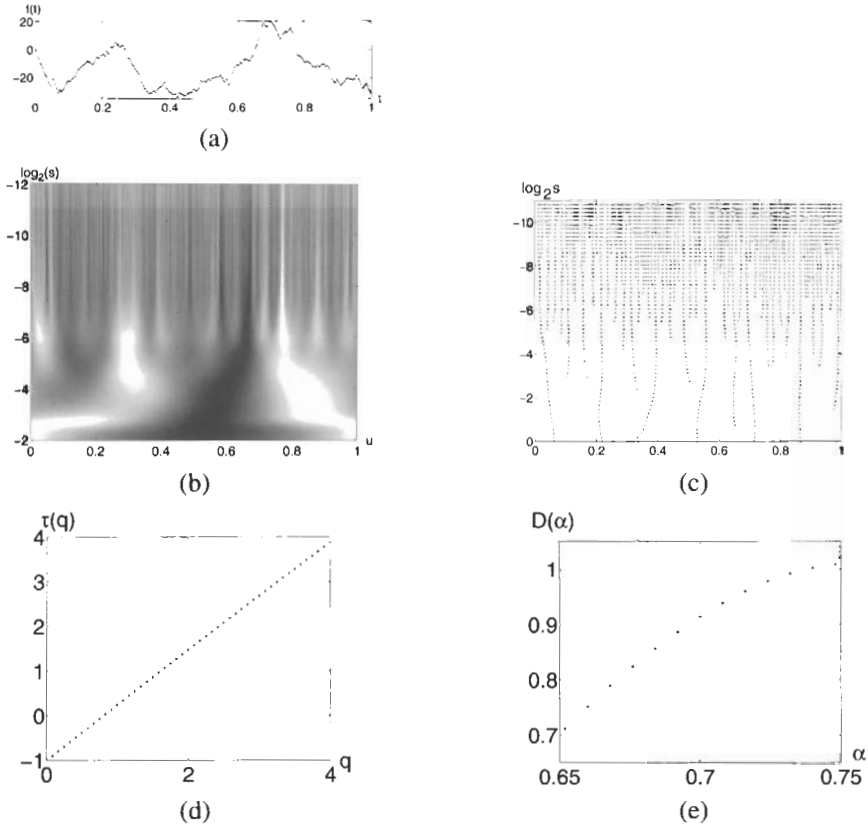 f(t)
20
0
-20
0 0.2 0.4 0.6 0.8 1 t
(a)
log2(s)
-12
-10
-8
-6
-4
-2
0 0.2 0.4 0.6 0.8 1 u
(b)
log2s
-10
-8
-6
-4
-2
0
0 0.2 0.4 0.6 0.8 1
(c)
τ(q)
4
3
2
1
0
-1
0 2 4 q
(d)
D(α)
1
0.9
0.8
0.7
0.65 0.7 0.75 α
(e)